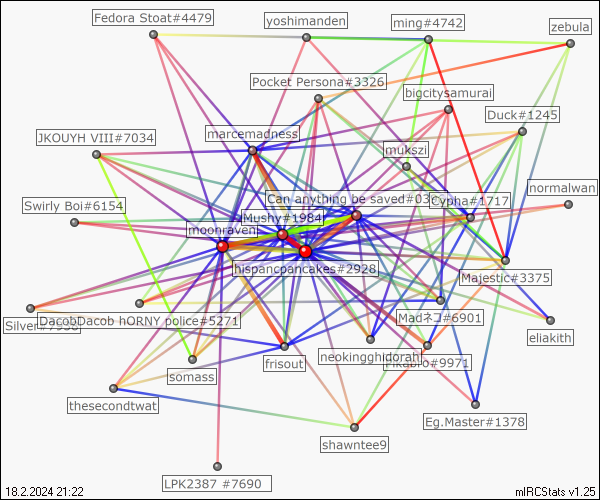 Fedora Stoat#4479
yoshimanden
ming#4742
zebula
Pocket Persona#3326
bigcitysamurai
Duck#1245
marcemadness
JKOUYH VIII#7034
mukszi
normalwan
Can anything be saved#03
Cypha#1717
Swirly Boi#6154
Mushy#1984
moonraven
hispancpancakes#2928
Majestic#3375
DacobDacob hORNY police#5271
Madネコ#6901
Silver#7936
eliakith
neokingghidorah
#9971
somass
frisout
thesecondtwat
Eg.Master#1378
shawntee9
LPK2387 #7690
18.2.2024 21:22
mIRCStats v1.25